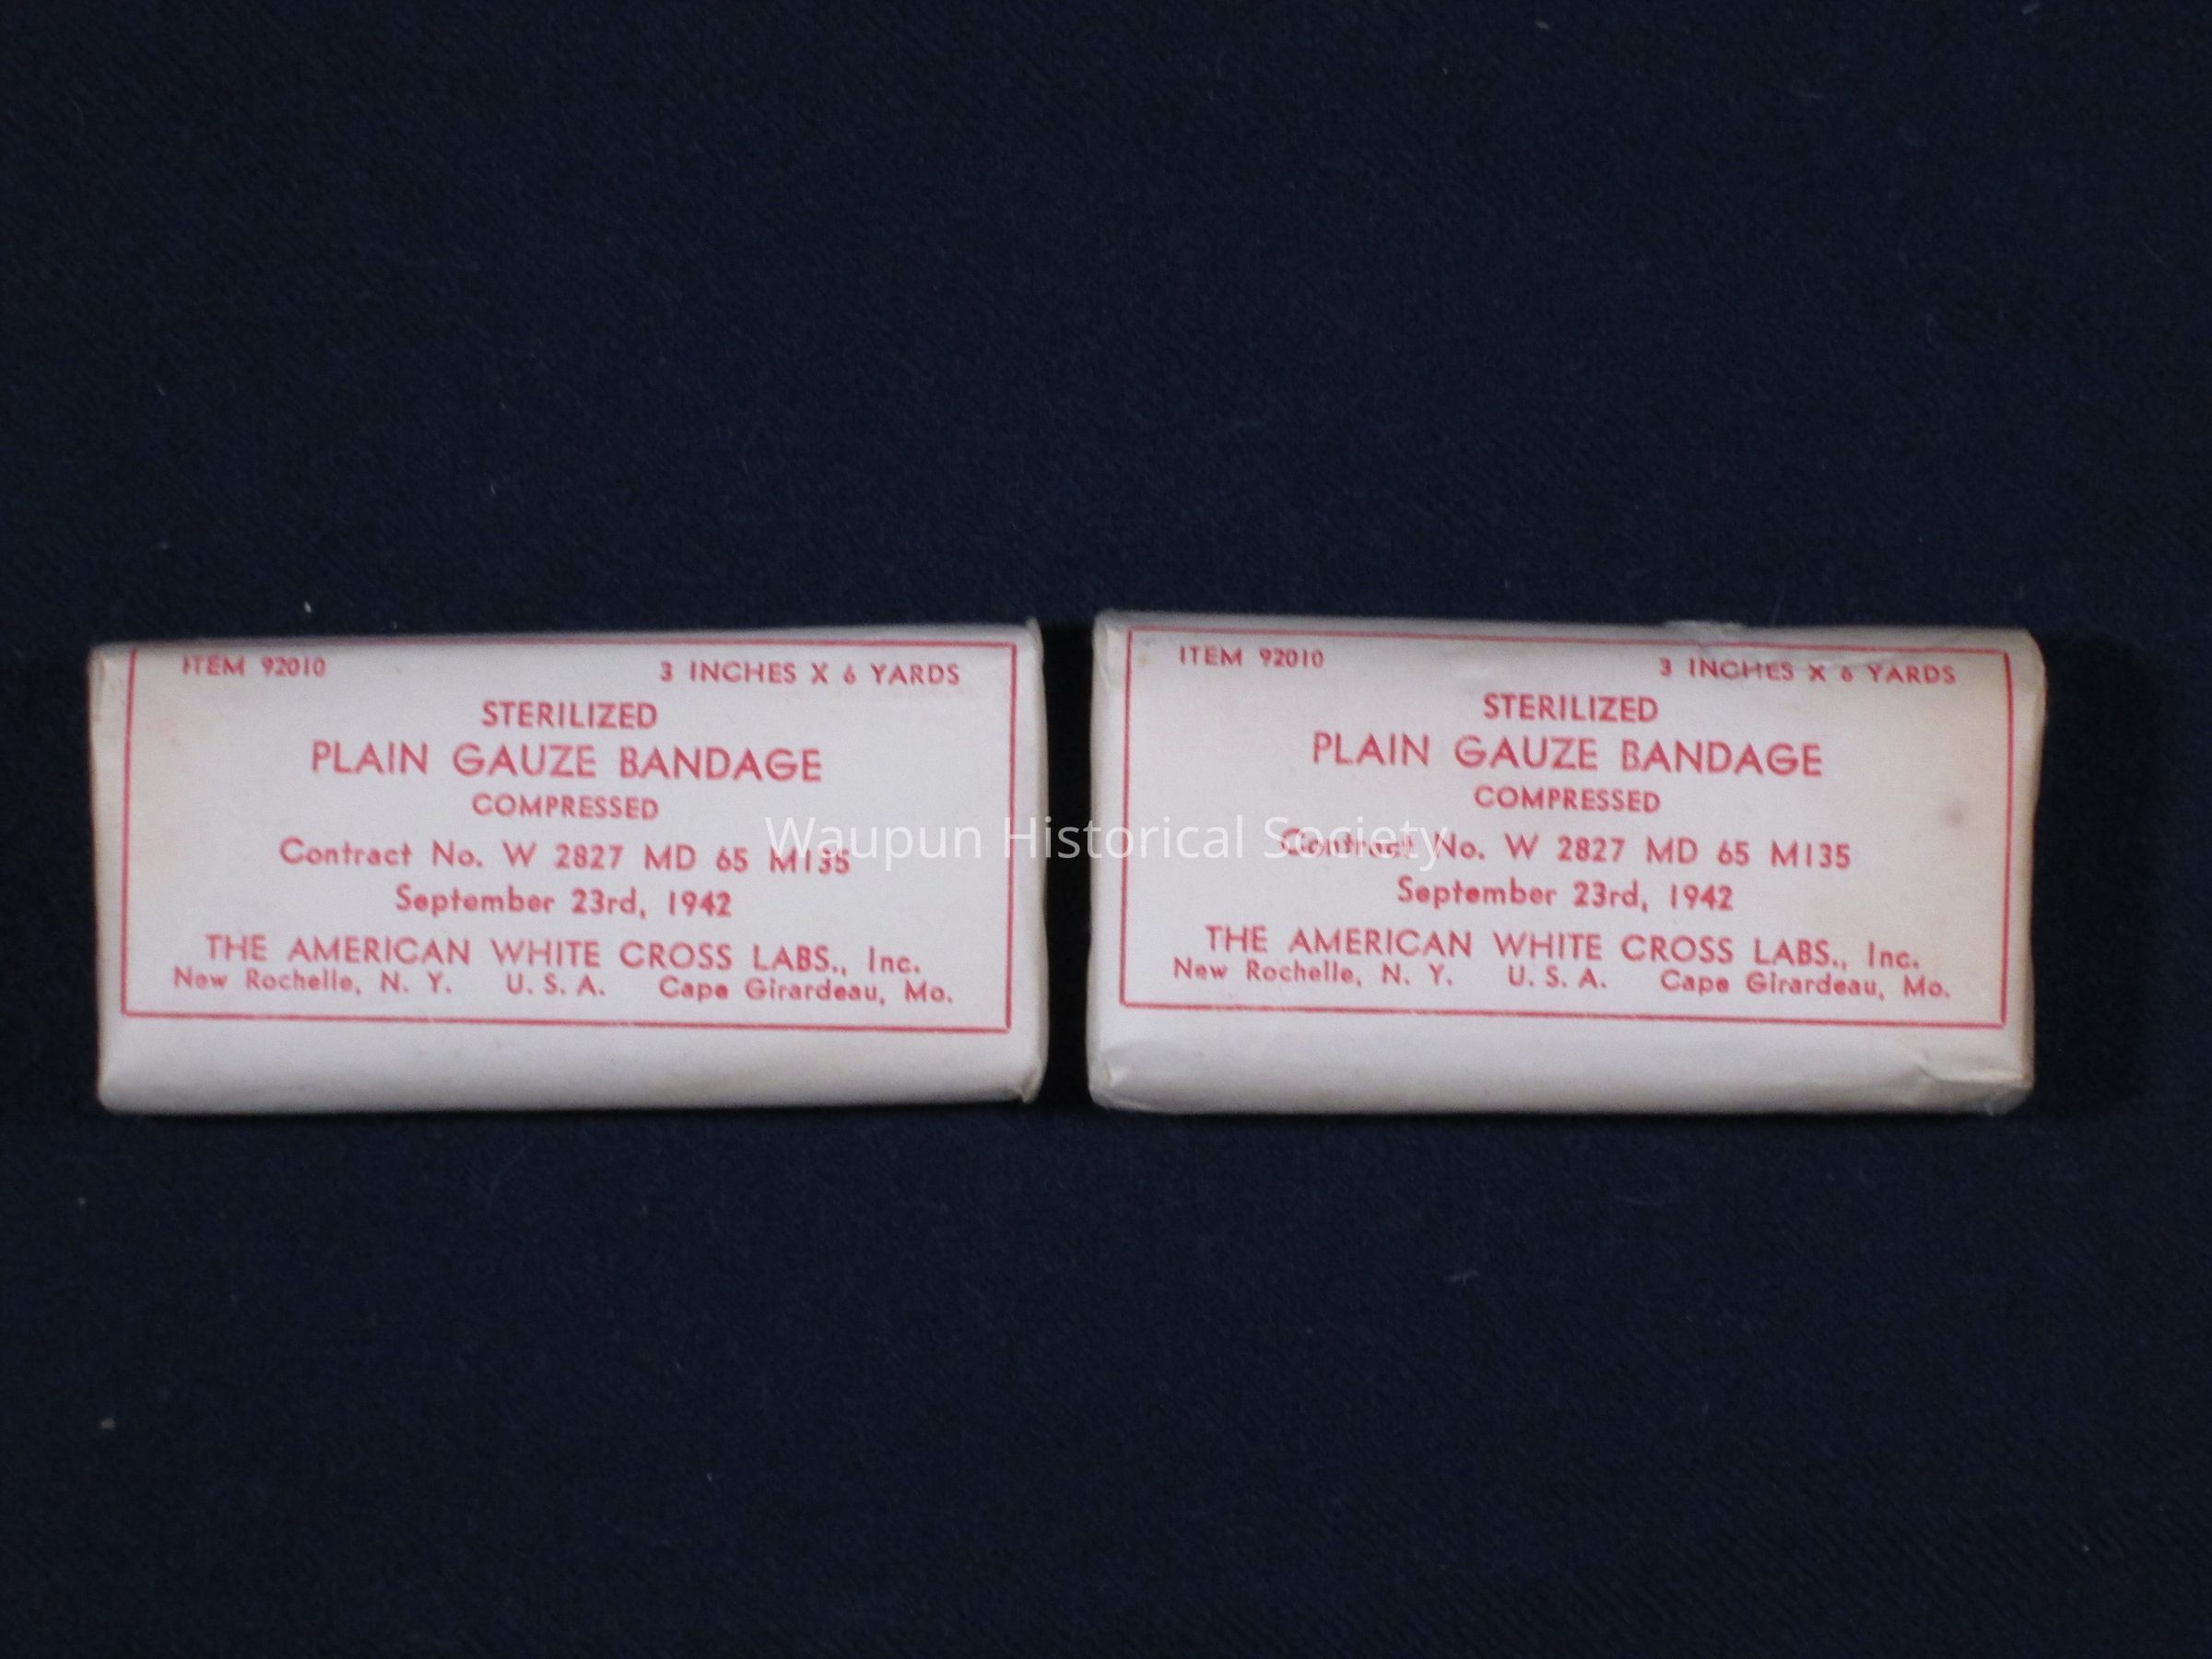 ITEM 92010 3 INCHES X 6 YARDS
STERILIZED
PLAIN GAUZE BANDAGE
COMPRESSED
Contract No. W 2827 MD 65 M135
September 23rd, 1942
THE AMERICAN WHITE CROSS LABS., Inc.
New Rochelle, N. Y. U. S. A. Cape Girardeau, Mo.
ITEM 92010 3 INCHES X 6 YARDS
STERILIZED
PLAIN GAUZE BANDAGE
COMPRESSED
Contract No. W 2827 MD 65 M135
September 23rd, 1942
THE AMERICAN WHITE CROSS LABS., Inc.
New Rochelle, N. Y. U. S. A. Cape Girardeau, Mo.
Waupun Historical Society